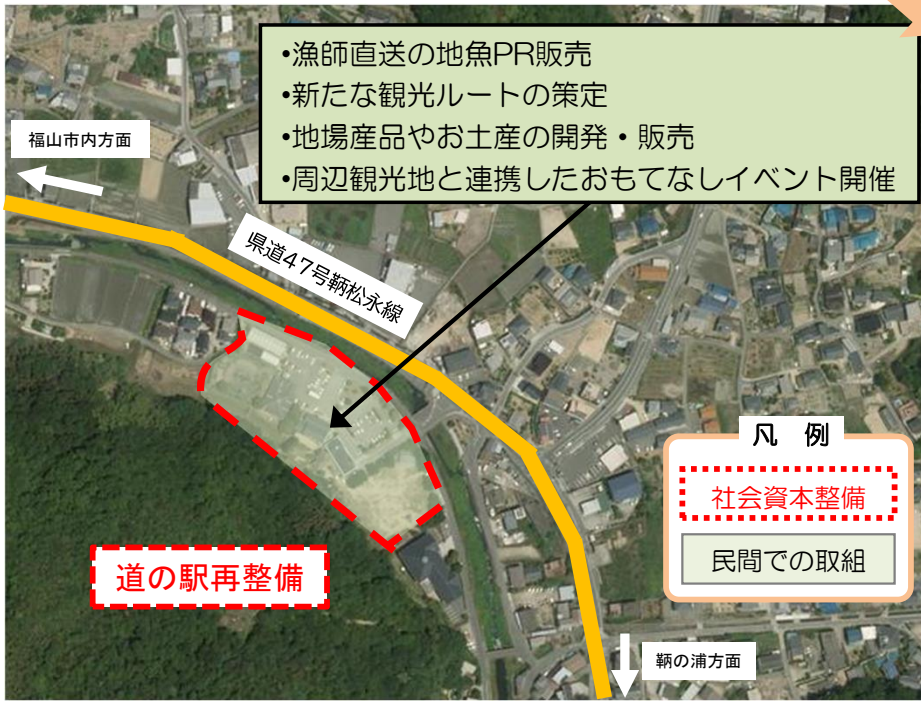 •漁師直送の地魚PR販売
•新たな観光ルートの策定
•地場産品やお土産の開発・販売
•周辺観光地と連携したおもてなしイベント開催
福山市内方面
県道47号鞆松永線
凡 例
社会資本整備
民間での取組
道の駅再整備
鞆の浦方面